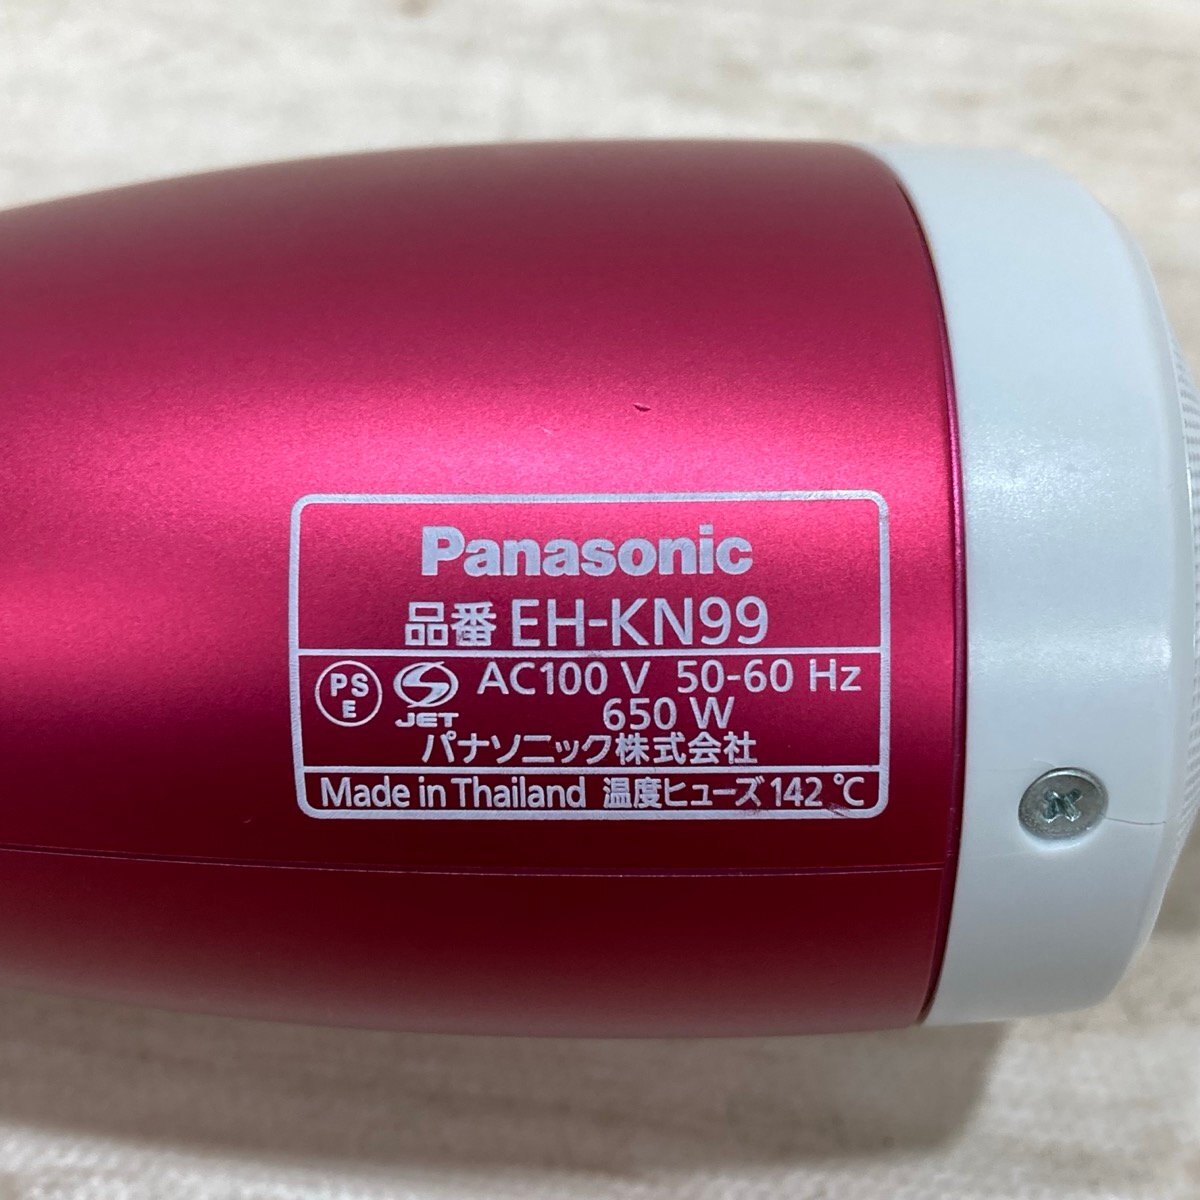 Panasonic
品番 EH-KN99
PS E JET AC100 V 50-60 Hz
650 W
パナソニック株式会社
Made in Thailand 温度ヒューズ 142 ℃